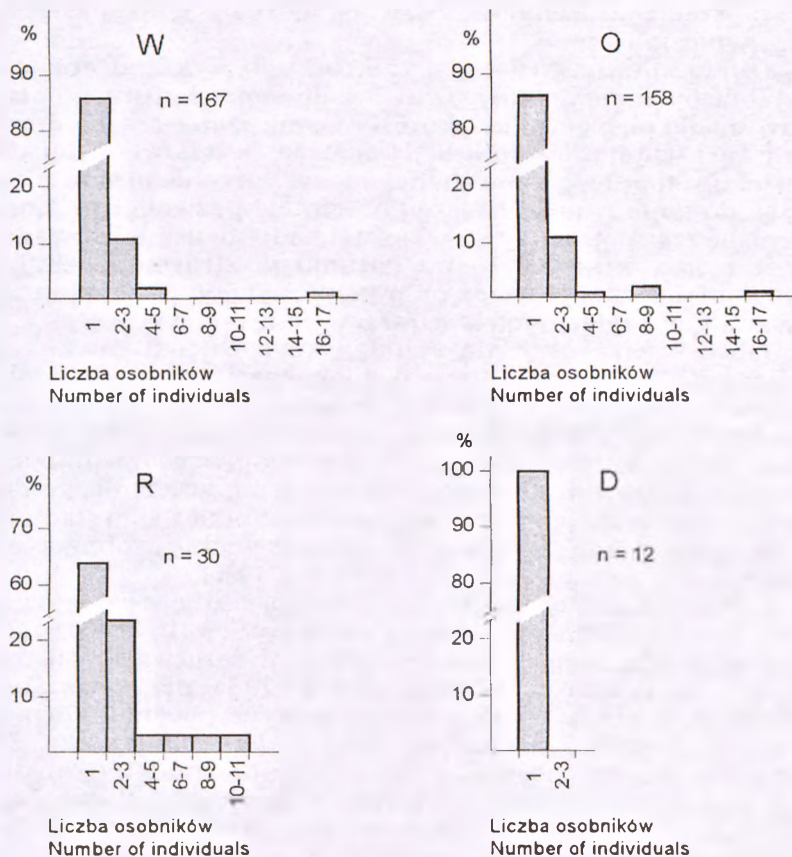 W
%
90
80
20
10
n = 167
1
2-3
4-5
6-7
8-9
10-11
12-13
14-15
16-17
Liczba osobników
Number of individuals
O
%
90
80
20
10
n = 158
1
2-3
4-5
6-7
8-9
10-11
12-13
14-15
16-17
Liczba osobników
Number of individuals
R
%
70
60
20
10
n = 30
1
2-3
4-5
6-7
8-9
10-11
Liczba osobników
Number of individuals
D
%
100
90
80
20
10
n = 12
1
2-3
Liczba osobników
Number of individuals